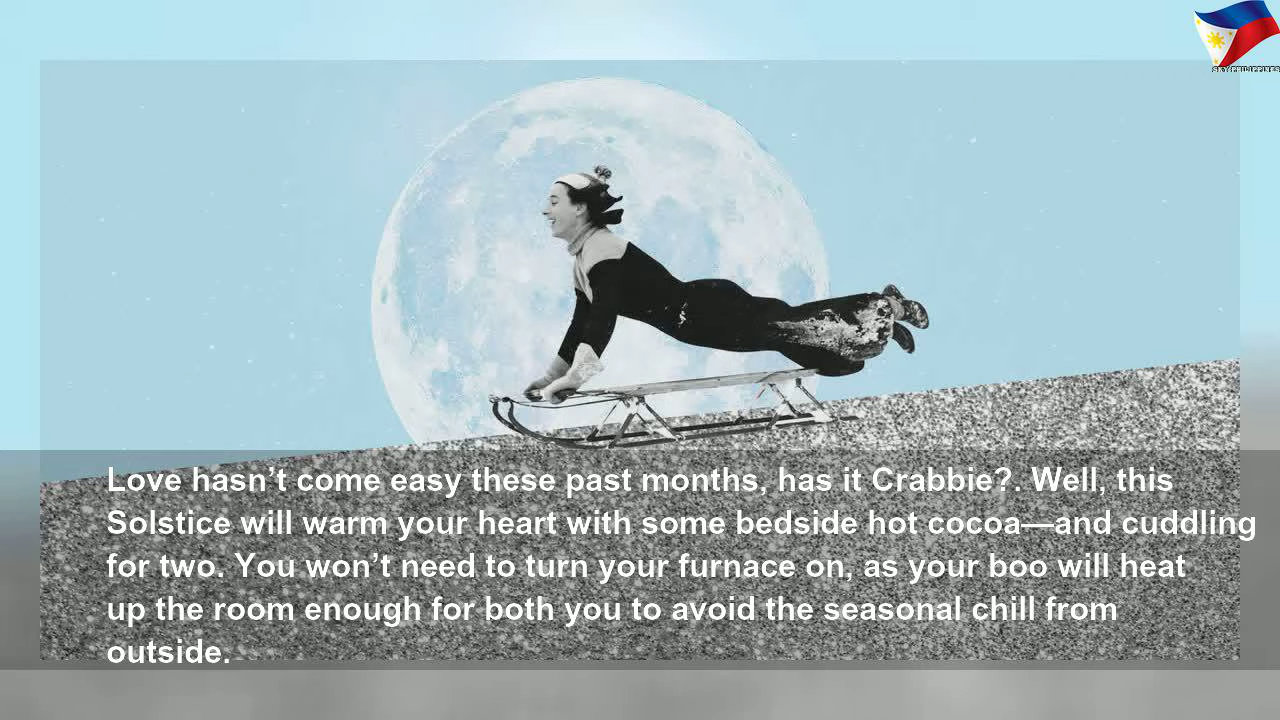 SKYPHILIPPINES
Love hasn’t come easy these past months, has it Crabbie?. Well, this
Solstice will warm your heart with some bedside hot cocoa—and cuddling
for two. You won’t need to turn your furnace on, as your boo will heat
up the room enough for both you to avoid the seasonal chill from
outside.